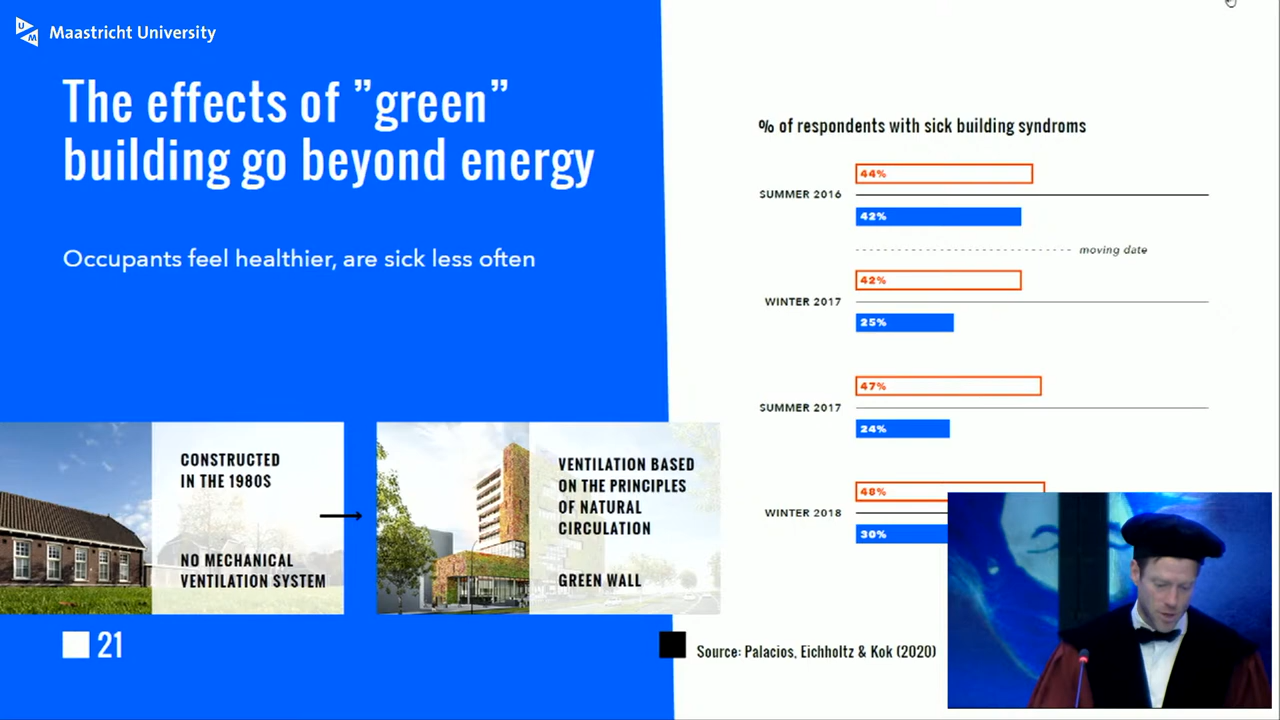 Maastricht University
The effects of ”green”
building go beyond energy
Occupants feel healthier, are sick less often
CONSTRUCTED
IN THE 1980S
NO MECHANICAL
VENTILATION SYSTEM
VENTILATION BASED
ON THE PRINCIPLES
OF NATURAL
CIRCULATION
GREEN WALL
21
% of respondents with sick building syndroms
44%
SUMMER 2016
42%
moving date
42%
WINTER 2017
25%
47%
SUMMER 2017
24%
48%
WINTER 2018
30%
Source: Palacios, Eichholtz & Kok (2020)